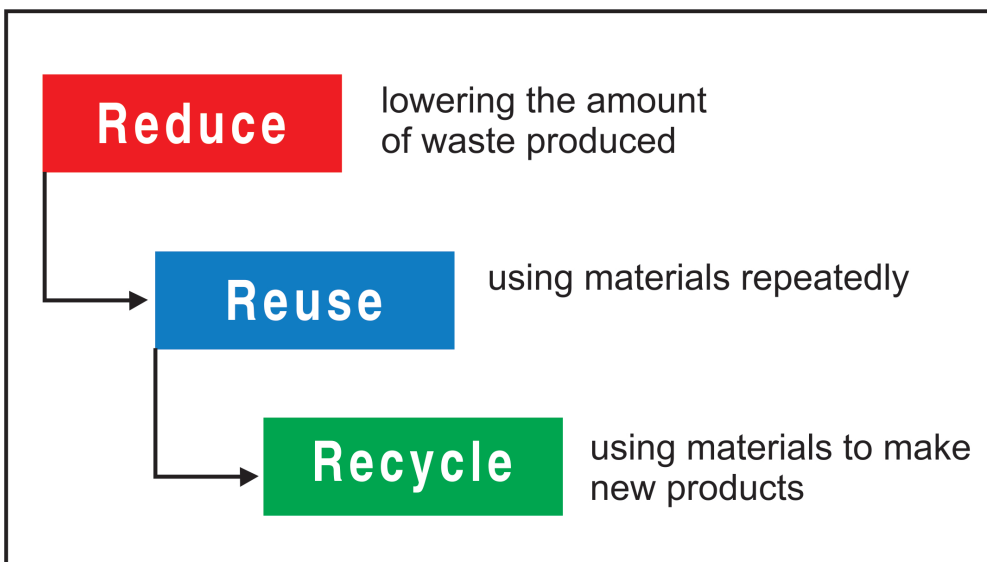 Reduce
lowering the amount
of waste produced
Reuse
using materials repeatedly
Recycle
using materials to make
new products